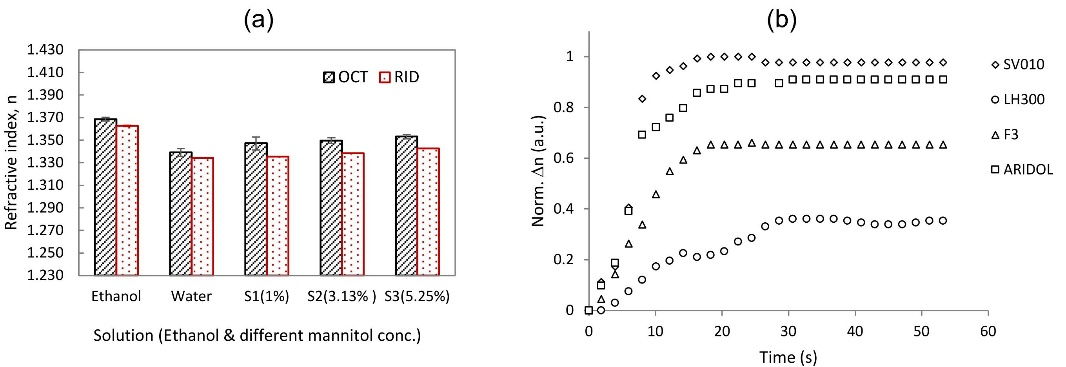 (a)
1.430
1.410
1.390
1.370
1.350
1.330
1.310
1.290
1.270
1.250
1.230
Refractive index, n
OCT RID
Ethanol Water S1(1%) S2(3.13% ) S3(5.25%)
Solution (Ethanol & different mannitol conc.)
(b)
1
0.8
0.6
0.4
0.2
0
Norm. Δn (a.u.)
0 10 20 30 40 50 60
Time (s)
SV010
LH300
F3
ARIDOL